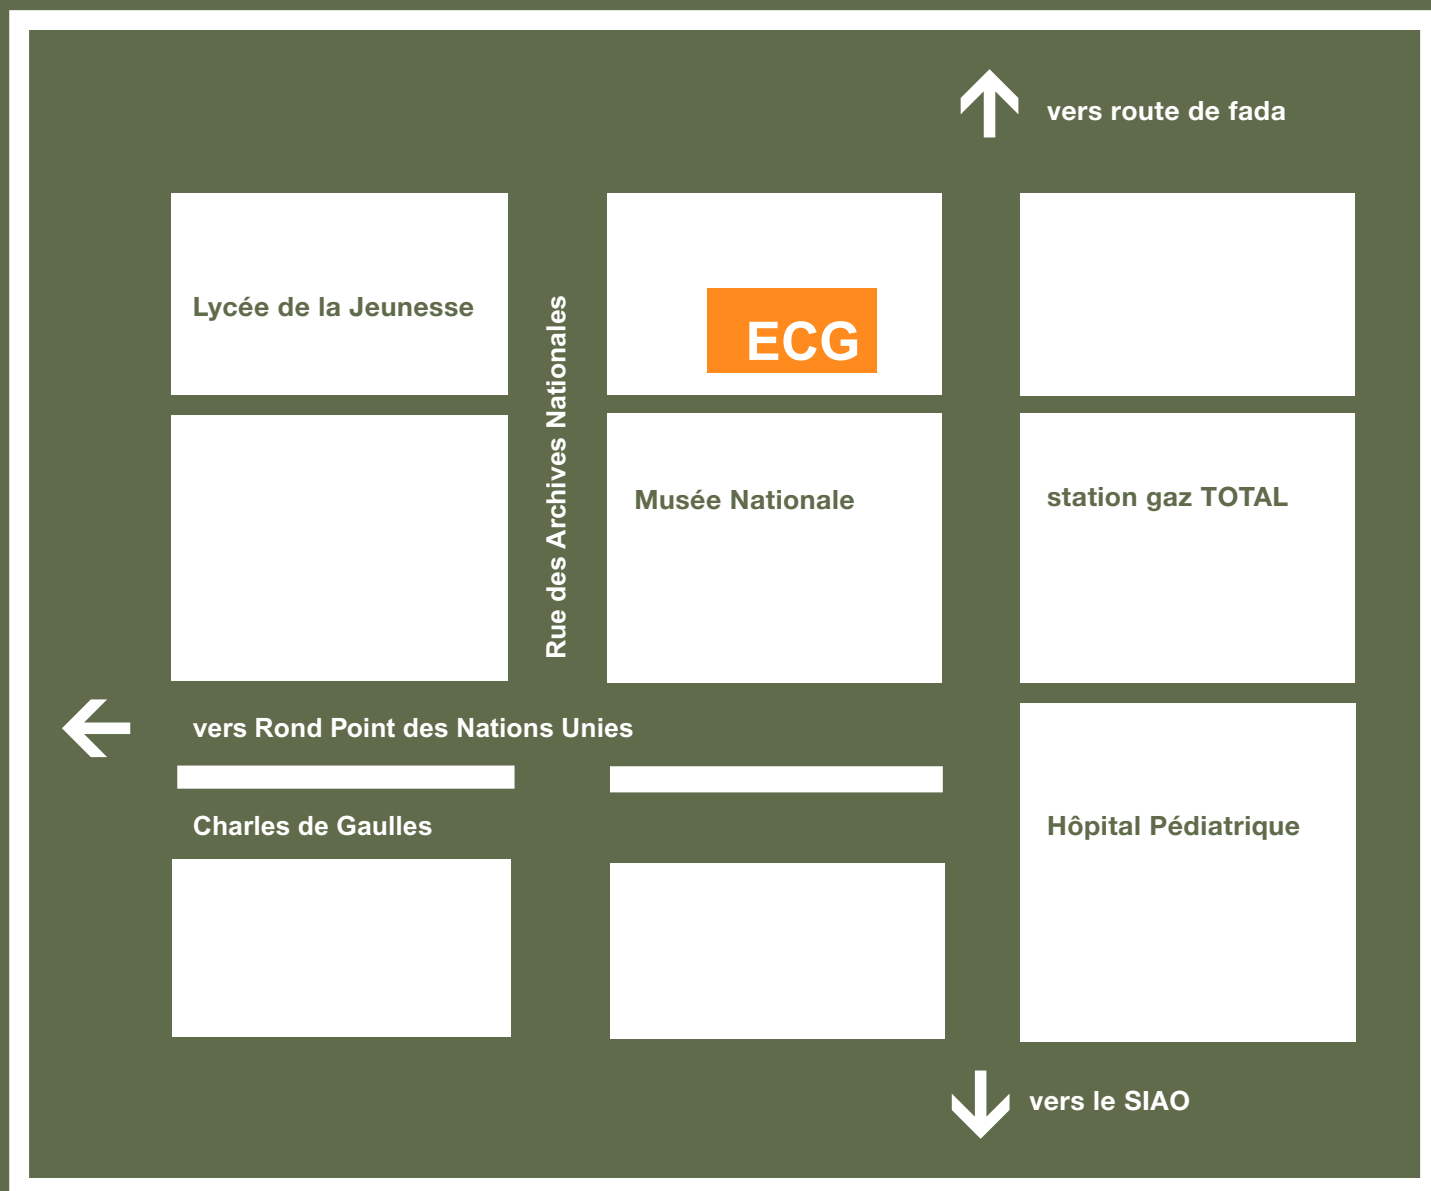 vers route de fada
Lycée de la Jeunesse
Rue des Archives Nationales
ECG
Musée Nationale
station gaz TOTAL
vers Rond Point des Nations Unies
Charles de Gaulles
Hôpital Pédiatrique
vers le SIAO